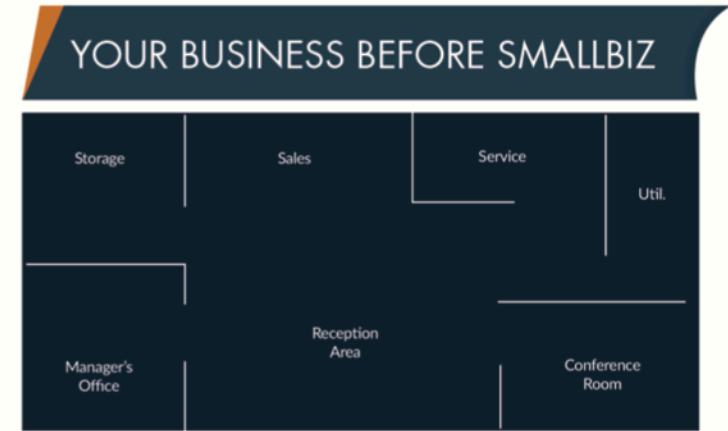 YOUR BUSINESS BEFORE SMALLBIZ
Storage
Sales
Service
Util.
Reception
Area
Manager's
Office
Conference
Room